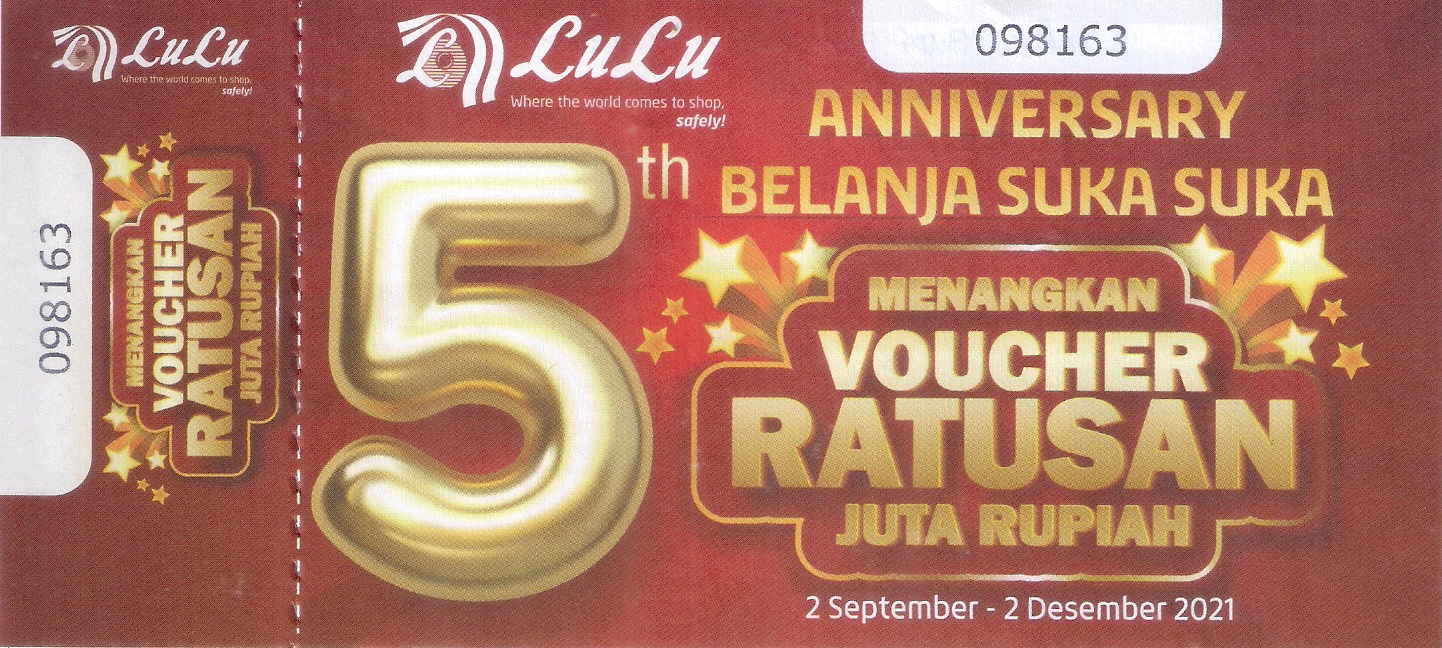 LuLu
Where the world comes to shop,
safely!
098163
MENANGKAN
VOUCHER
RATUSAN
JUTA RUPIAH
LuLu
Where the world comes to shop,
safely!
098163
5th
ANNIVERSARY
BELANJA SUKA SUKA
MENANGKAN
VOUCHER
RATUSAN
JUTA RUPIAH
2 September - 2 Desember 2021